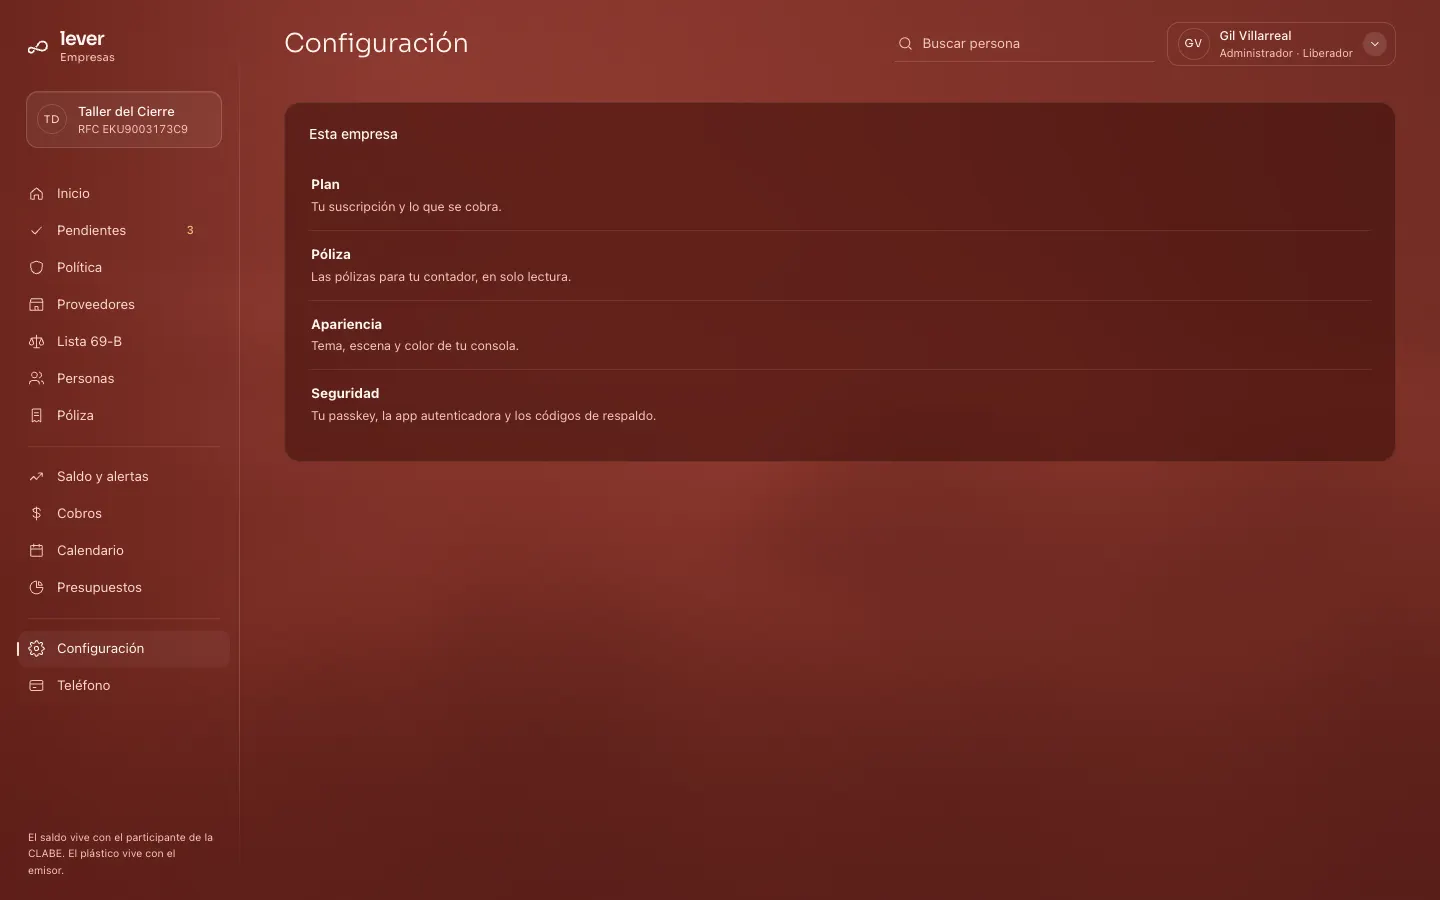 lever
Empresas
TD
Taller del Cierre
RFC EKU9003173C9
Inicio
Pendientes 3
Política
Proveedores
Lista 69-B
Personas
Póliza
Saldo y alertas
Cobros
Calendario
Presupuestos
Configuración
Teléfono
El saldo vive con el participante de la
CLABE. El plástico vive con el
emisor.
Configuración
Buscar persona
GV
Gil Villarreal
Administrador · Liberador
Esta empresa
Plan
Tu suscripción y lo que se cobra.
Póliza
Las pólizas para tu contador, en solo lectura.
Apariencia
Tema, escena y color de tu consola.
Seguridad
Tu passkey, la app autenticadora y los códigos de respaldo.